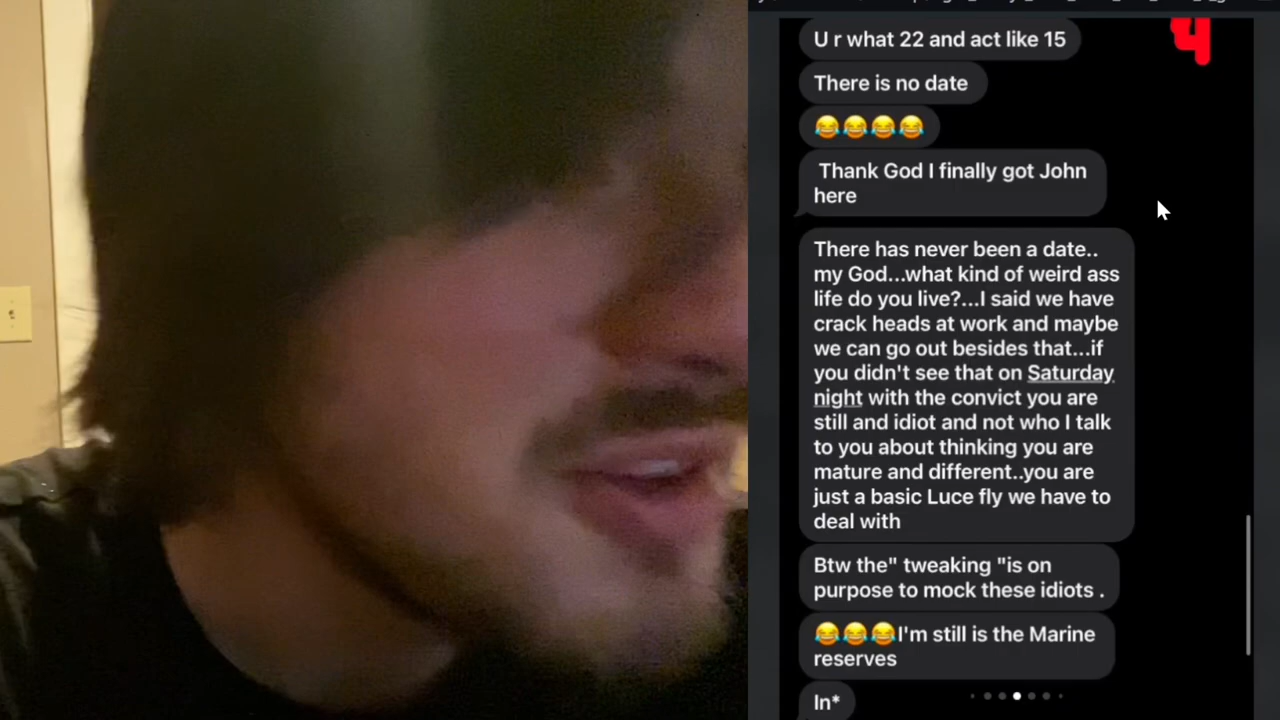 4
U r what 22 and act like 15
There is no date
😂😂😂😂
Thank God I finally got John
here
There has never been a date..
my God...what kind of weird ass
life do you live?...I said we have
crack heads at work and maybe
we can go out besides that...if
you didn't see that on Saturday
night with the convict you are
still and idiot and not who I talk
to you about thinking you are
mature and different..you are
just a basic Luce fly we have to
deal with
Btw the" tweaking "is on
purpose to mock these idiots .
😂😂😂I'm still is the Marine
reserves
In*